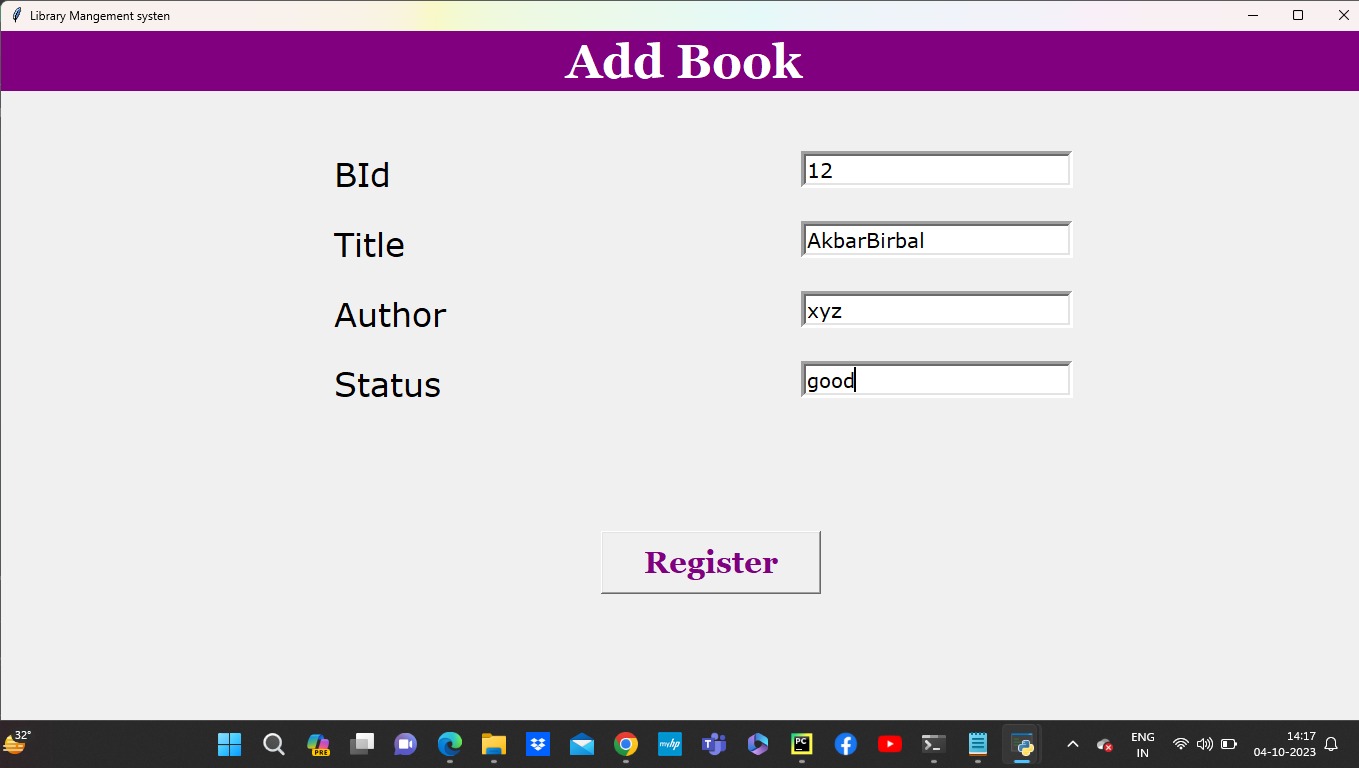 Library Mangement systen
Add Book
BId 12
Title AkbarBirbal
Author xyz
Status good
Register
32°
PRE
myhp
PC
ENG
IN
14:17
04-10-2023